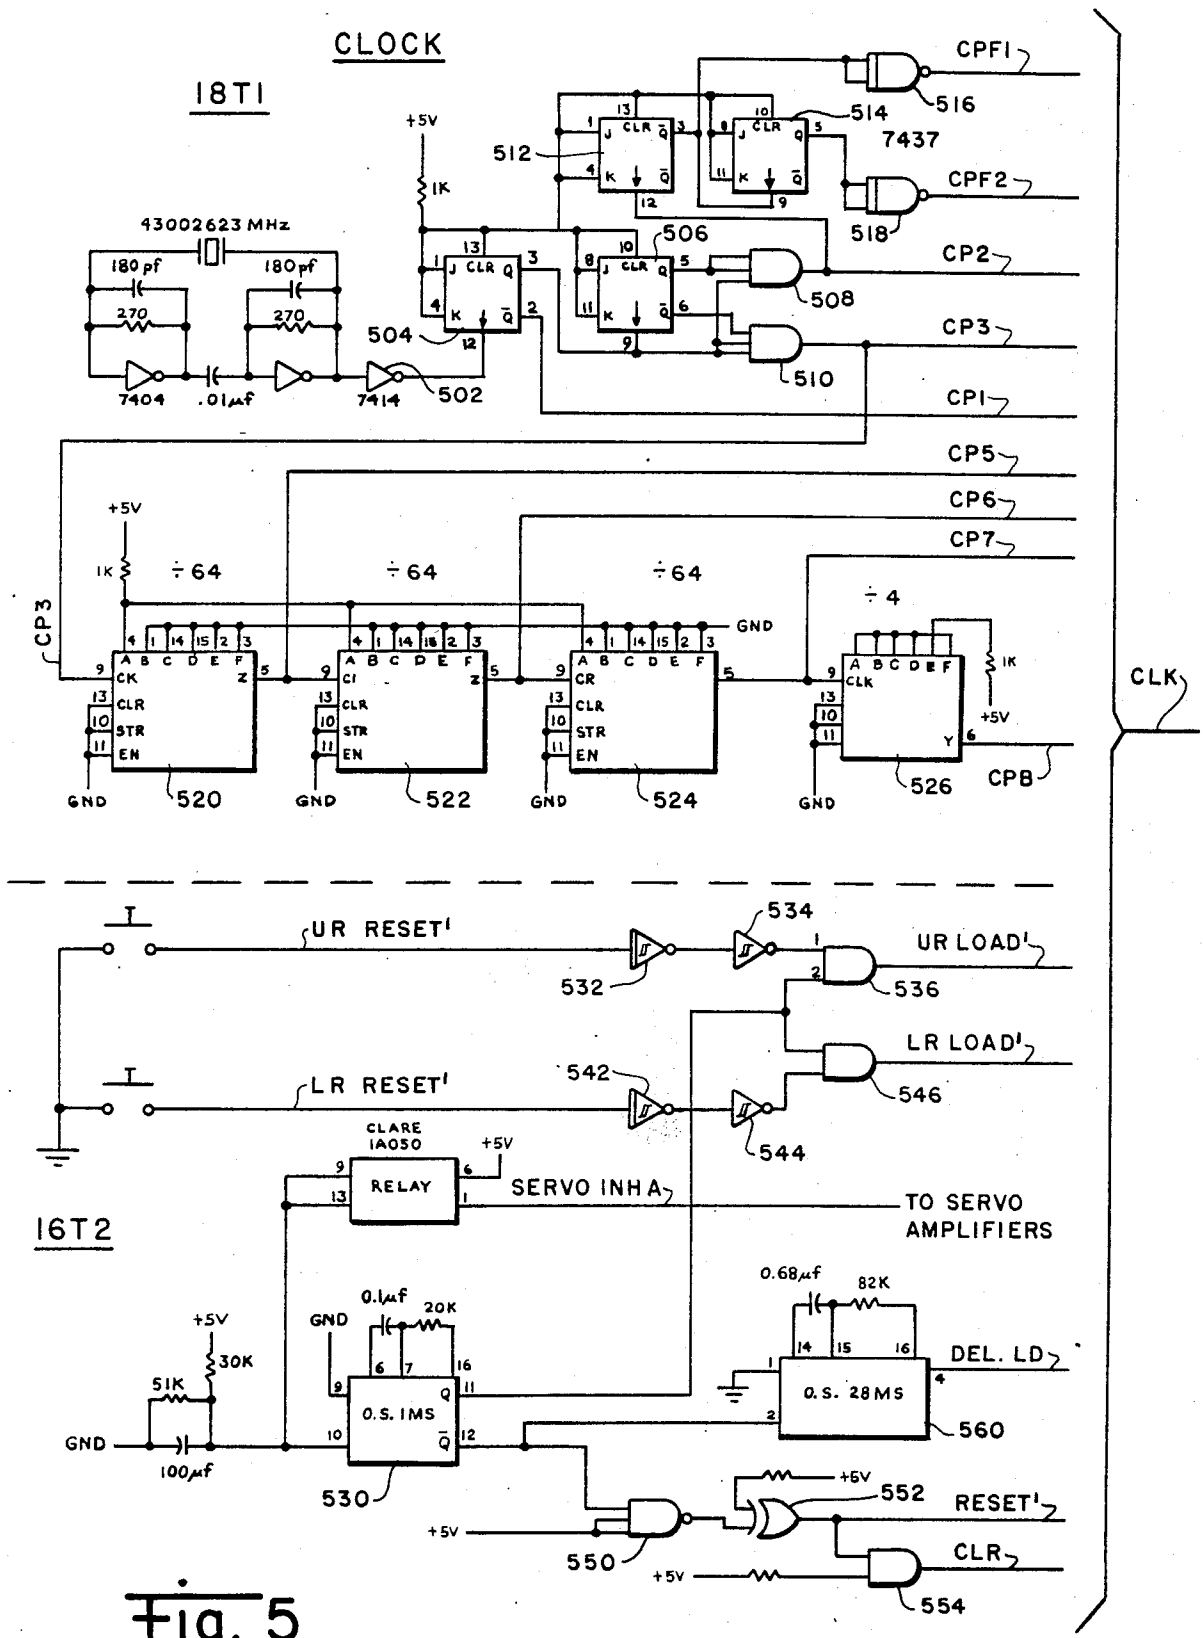 CLOCK
18T1
CPF1
516
+5V
13 10 514
1 J CLR Q̅ 3 8 J CLR Q 5 7437
512
4 K Q̅ 11 K Q̅
12 9
CPF2
518
1K
43002623 MHz
180pf 180pf
270 270
7404 .01µf 7414 502
13 10 506
1 J CLR Q 3 8 J CLR Q 5
4 K Q̅ 2 11 K Q̅ 6
504 12 9
CP2
508
CP3
510
CP1
CP5
CP6
CP7
+5V
1K ÷64 ÷64 ÷64 ÷4
CP3
4 1 14 15 2 3 4 1 14 15 2 3 4 1 14 15 2 3 GND
A B C D E F A B C D E F A B C D E F A B C D E F 1K
9 CK Z 5 9 CI Z 5 9 CR 5 9 CLK +5V
13 CLR 13 CLR 13 CLR 13
10 STR 10 STR 10 STR 10
11 EN 11 EN 11 EN 11 Y 6
GND 520 GND 522 GND 524 GND 526 CP8
CLK
UR RESET' 532 534 1 2 536 UR LOAD'
LR RESET' 542 544 546 LR LOAD'
CLARE
1A050
9 RELAY 6 +5V
13 1 SERVO INH A TO SERVO
AMPLIFIERS
16T2
0.1µf 20K
GND 6 7 16
+5V
30K
51K
9 Q 11
O.S. 1MS
GND 10 Q̅ 12
100µf 530
0.68µf 82K
14 15 16
1 4 DEL. LD
O.S. 28MS
2 560
+5V
552 RESET'
+5V 550
CLR
+5V 554
Fig. 5